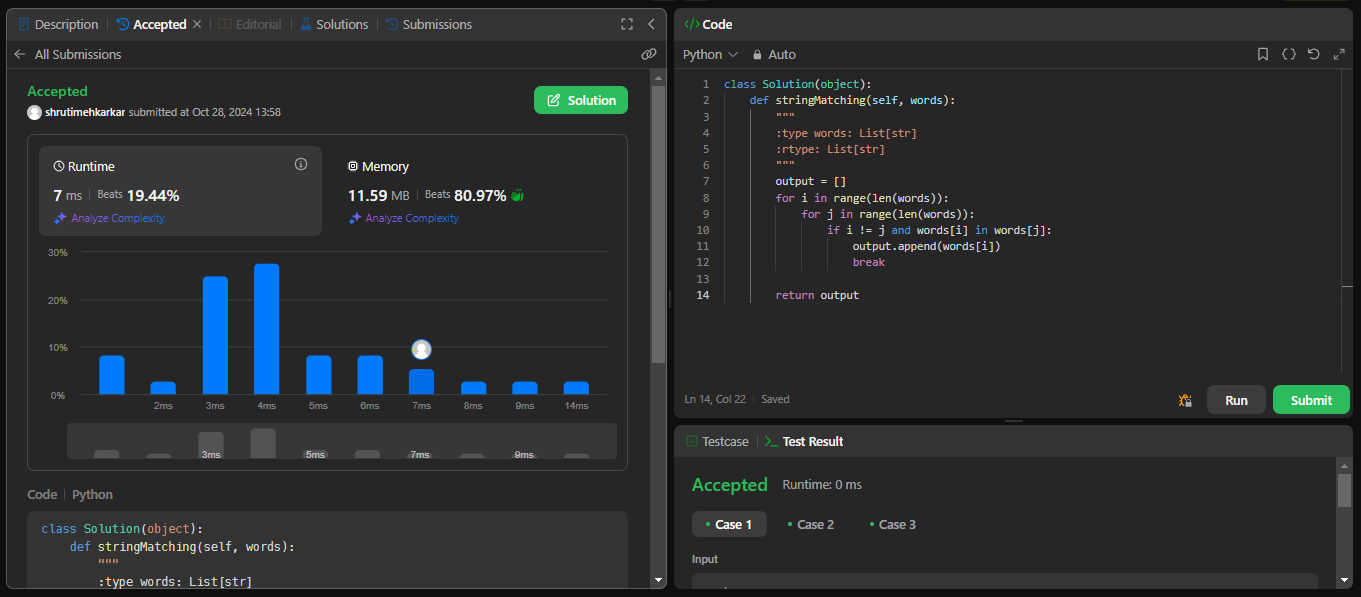 Description
Accepted
Editorial
Solutions
Submissions
All Submissions
Accepted
shrutimehkarkar submitted at Oct 28, 2024 13:58
Solution
Runtime
7 ms
Beats 19.44%
Analyze Complexity
Memory
11.59 MB
Beats 80.97%
Analyze Complexity
30%
20%
10%
0%
2ms 3ms 4ms 5ms 6ms 7ms 8ms 9ms 14ms
3ms 5ms 7ms 9ms
Code
Python
class Solution(object):
    def stringMatching(self, words):
        """
        :type words: List[str]
Code
Python
Auto
1 class Solution(object):
2     def stringMatching(self, words):
3         """
4         :type words: List[str]
5         :rtype: List[str]
6         """
7         output = []
8         for i in range(len(words)):
9             for j in range(len(words)):
10                 if i != j and words[i] in words[j]:
11                     output.append(words[i])
12                     break
13
14         return output
Ln 14, Col 22
Saved
Run
Submit
Testcase
Test Result
Accepted
Runtime: 0 ms
Case 1
Case 2
Case 3
Input